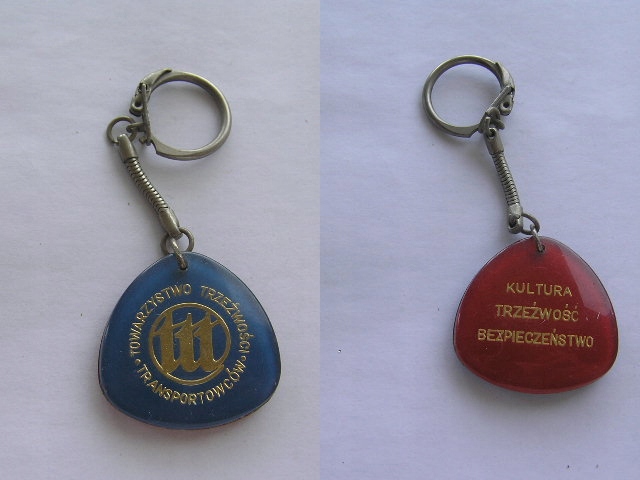 TOWARZYSTWO TRZEŹWOŚCI
TRANSPORTOWCÓW
ttt
KULTURA
TRZEŹWOŚĆ
BEZPIECZEŃSTWO